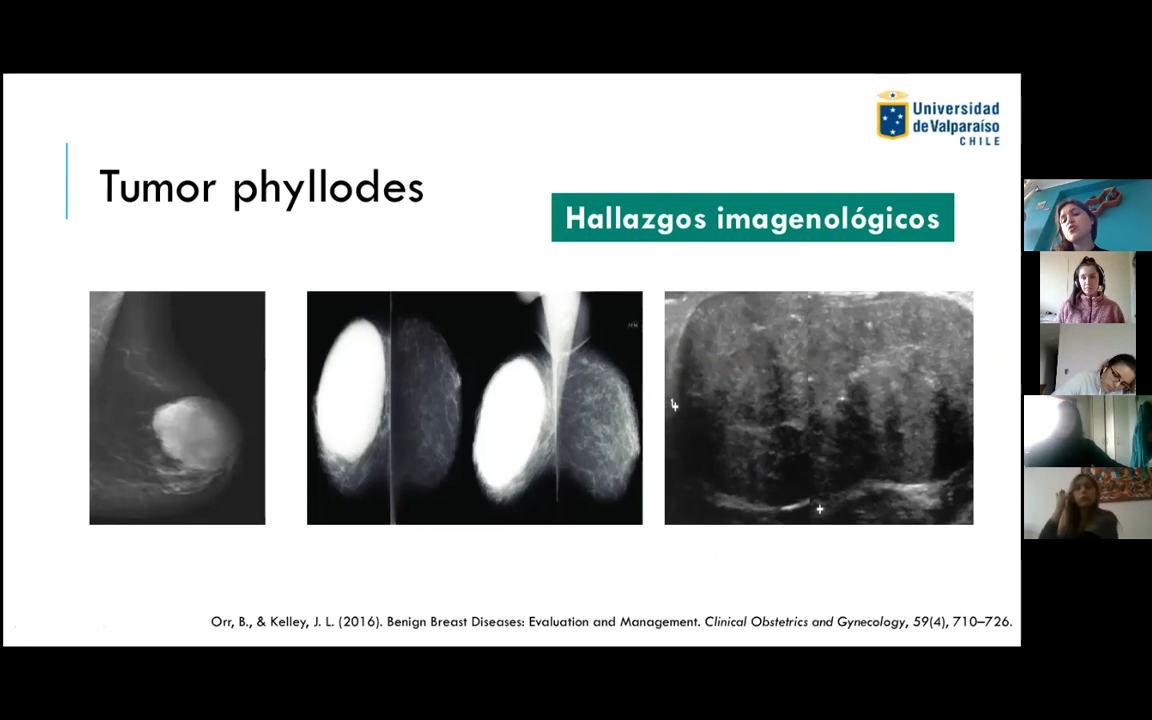 Universidad
de Valparaíso
CHILE
Tumor phyllodes
Hallazgos imagenológicos
Orr, B., & Kelley, J. L. (2016). Benign Breast Diseases: Evaluation and Management. Clinical Obstetrics and Gynecology, 59(4), 710–726.